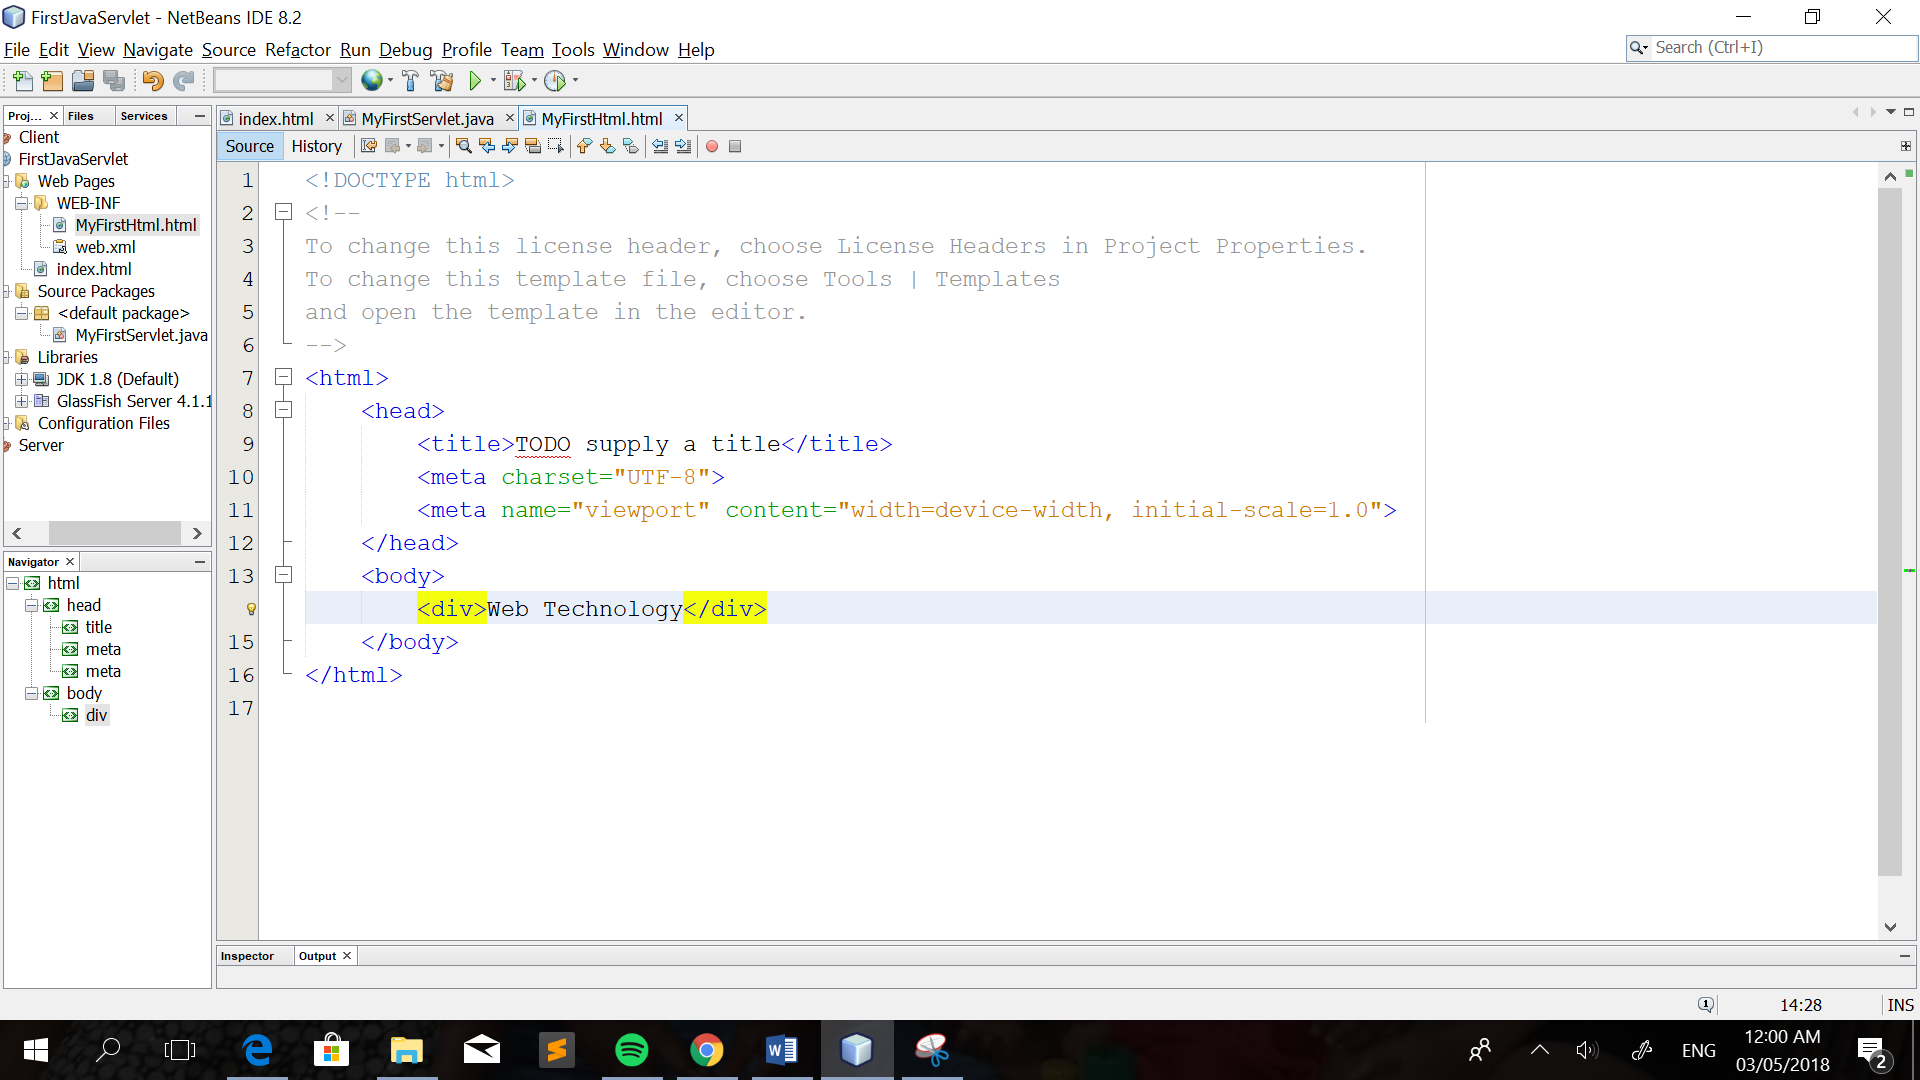 FirstJavaServlet - NetBeans IDE 8.2
File Edit View Navigate Source Refactor Run Debug Profile Team Tools Window Help
Search (Ctrl+I)
Proj... Files Services
Client
FirstJavaServlet
Web Pages
WEB-INF
MyFirstHtml.html
web.xml
index.html
Source Packages
<default package>
MyFirstServlet.java
Libraries
JDK 1.8 (Default)
GlassFish Server 4.1.1
Configuration Files
Server
Navigator
html
head
title
meta
meta
body
div
index.html MyFirstServlet.java MyFirstHtml.html
Source History
1 <!DOCTYPE html>
2 <!--
3 To change this license header, choose License Headers in Project Properties.
4 To change this template file, choose Tools | Templates
5 and open the template in the editor.
6 -->
7 <html>
8 <head>
9 <title>TODO supply a title</title>
10 <meta charset="UTF-8">
11 <meta name="viewport" content="width=device-width, initial-scale=1.0">
12 </head>
13 <body>
<div>Web Technology</div>
15 </body>
16 </html>
17
Inspector Output
14:28 INS
ENG
12:00 AM
03/05/2018
2